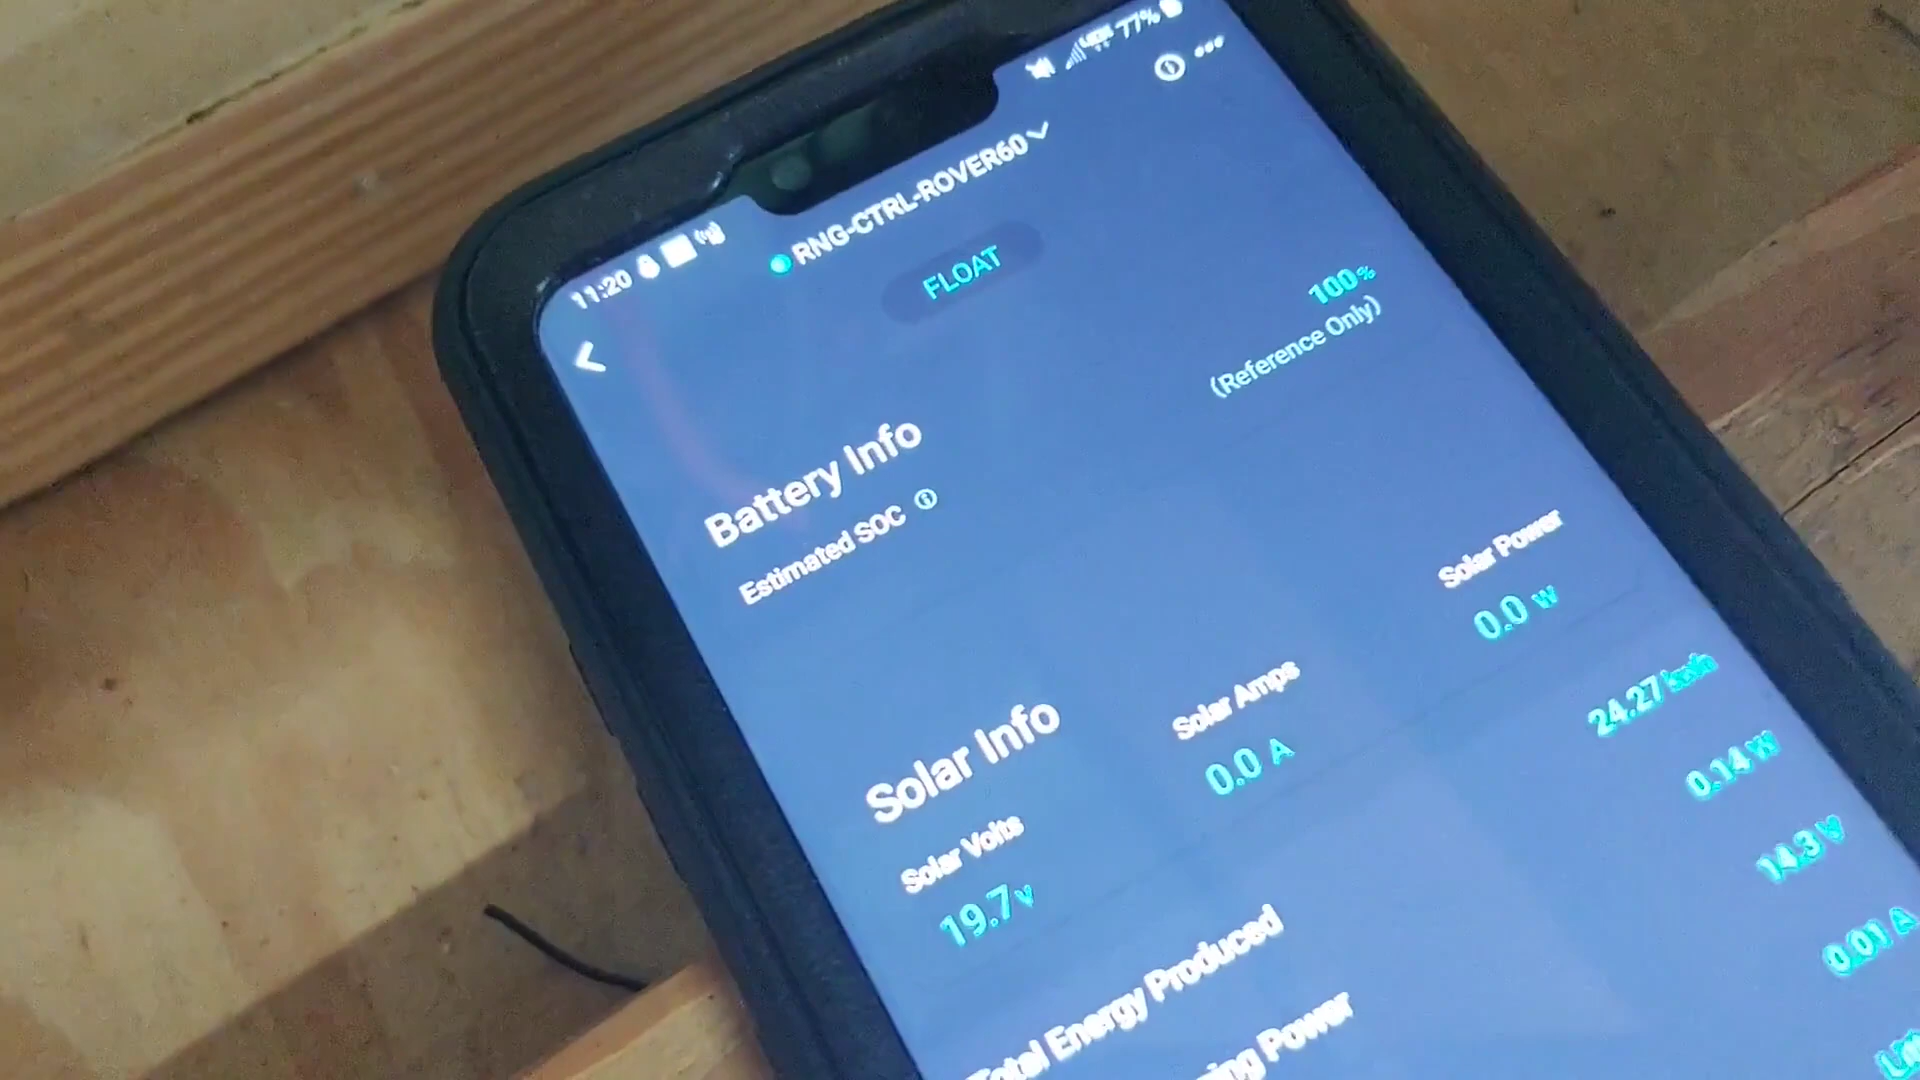 11:20
77%
RNG-CTRL-ROVER60
FLOAT
Battery Info
100%
Estimated SOC
(Reference Only)
Solar Info
Solar Volts
Solar Amps
Solar Power
19.7 V
0.0 A
0.0 W
Total Energy Produced
24.27 kWh
Power
0.14 W
14.3 V
0.01 A